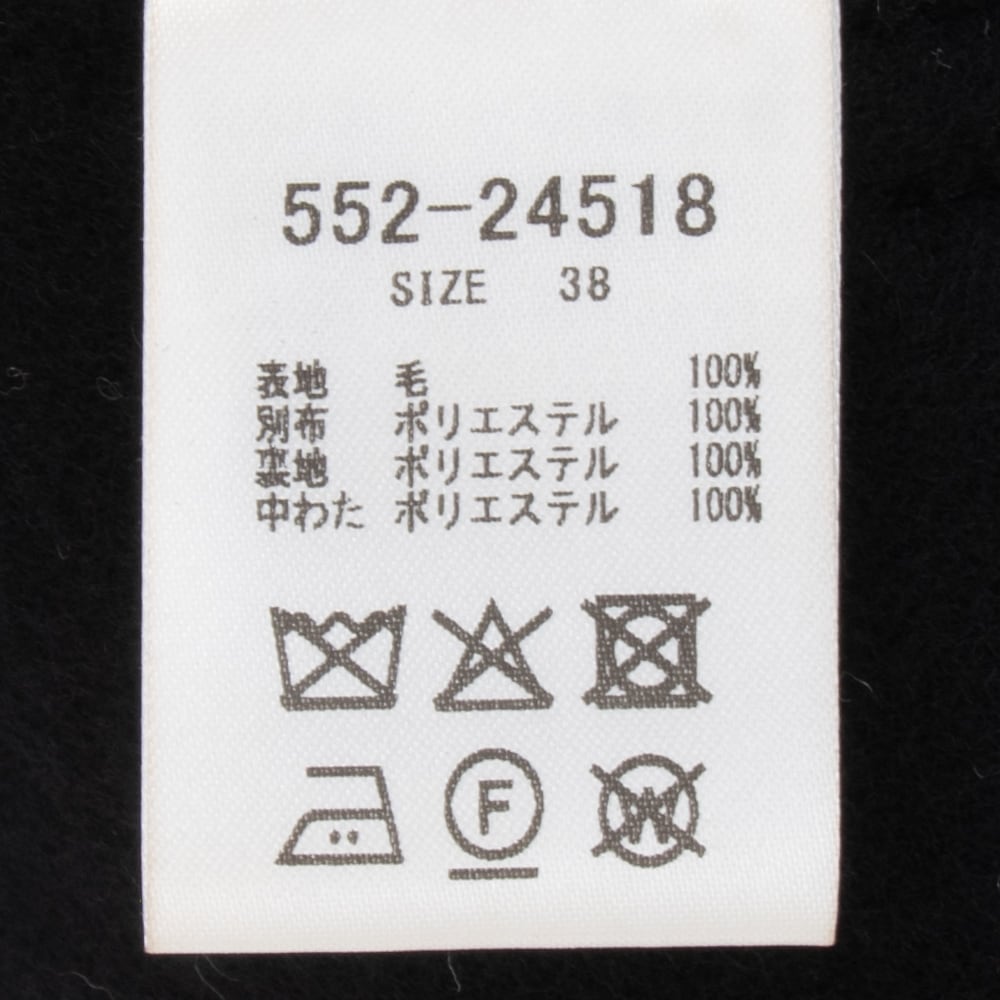 552-24518
SIZE 38
表地 毛 100%
別布 ポリエステル 100%
裏地 ポリエステル 100%
中わた ポリエステル 100%
F W